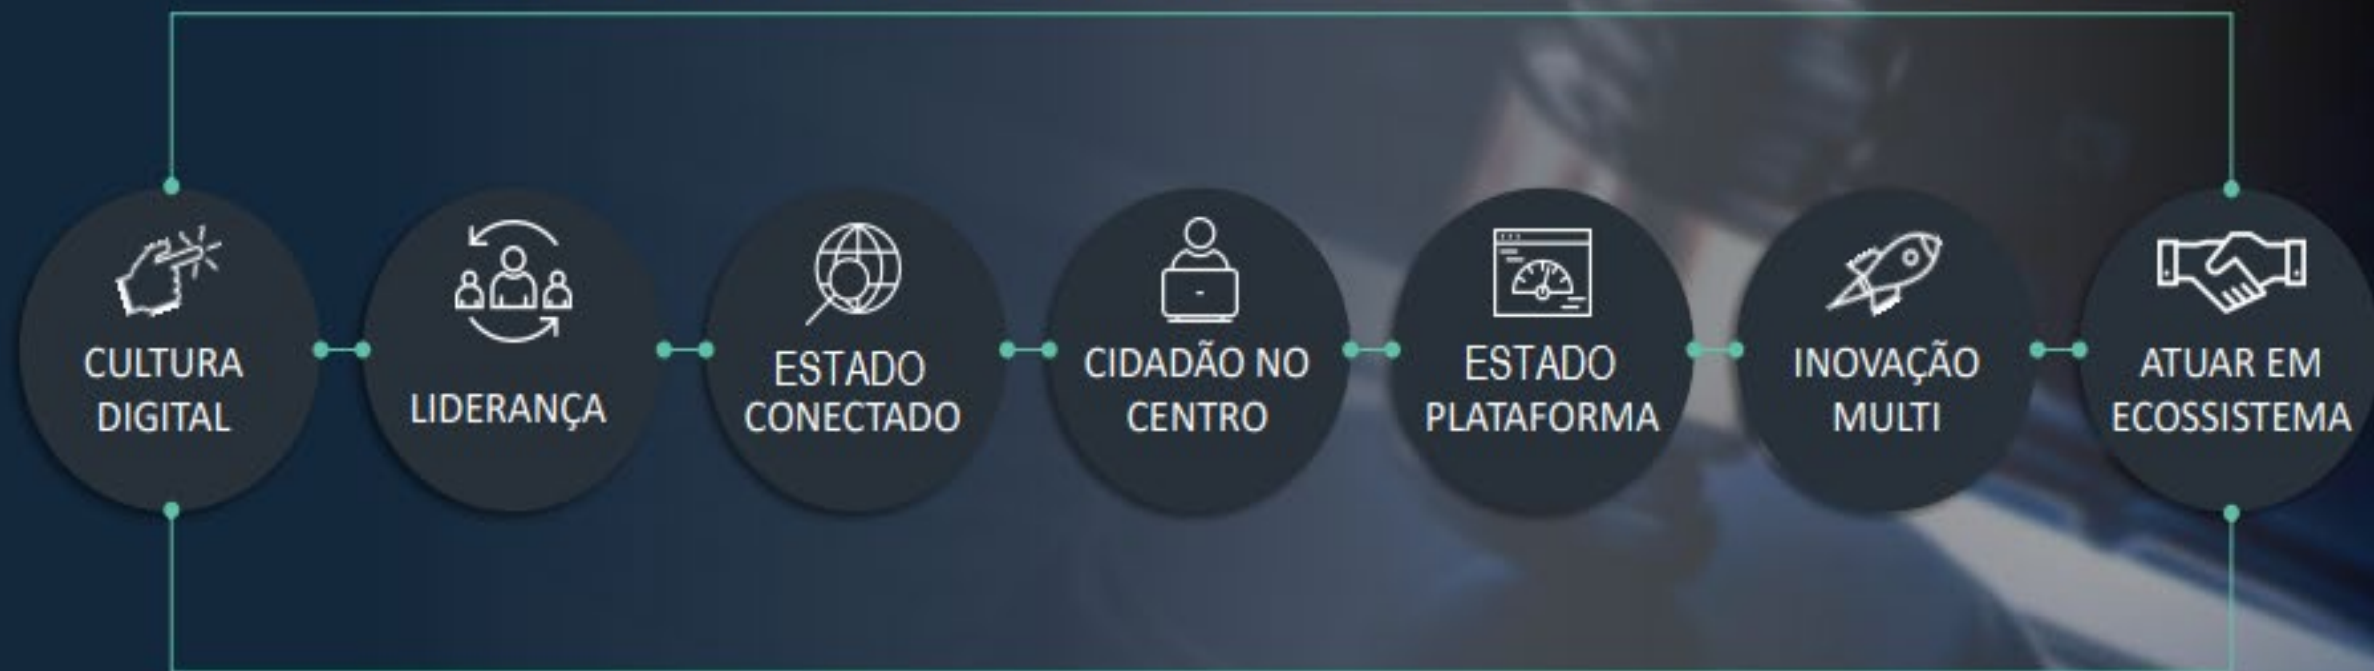 CULTURA
DIGITAL
LIDERANÇA
ESTADO
CONECTADO
CIDADÃO NO
CENTRO
ESTADO
PLATAFORMA
INOVAÇÃO
MULTI
ATUAR EM
ECOSSISTEMA